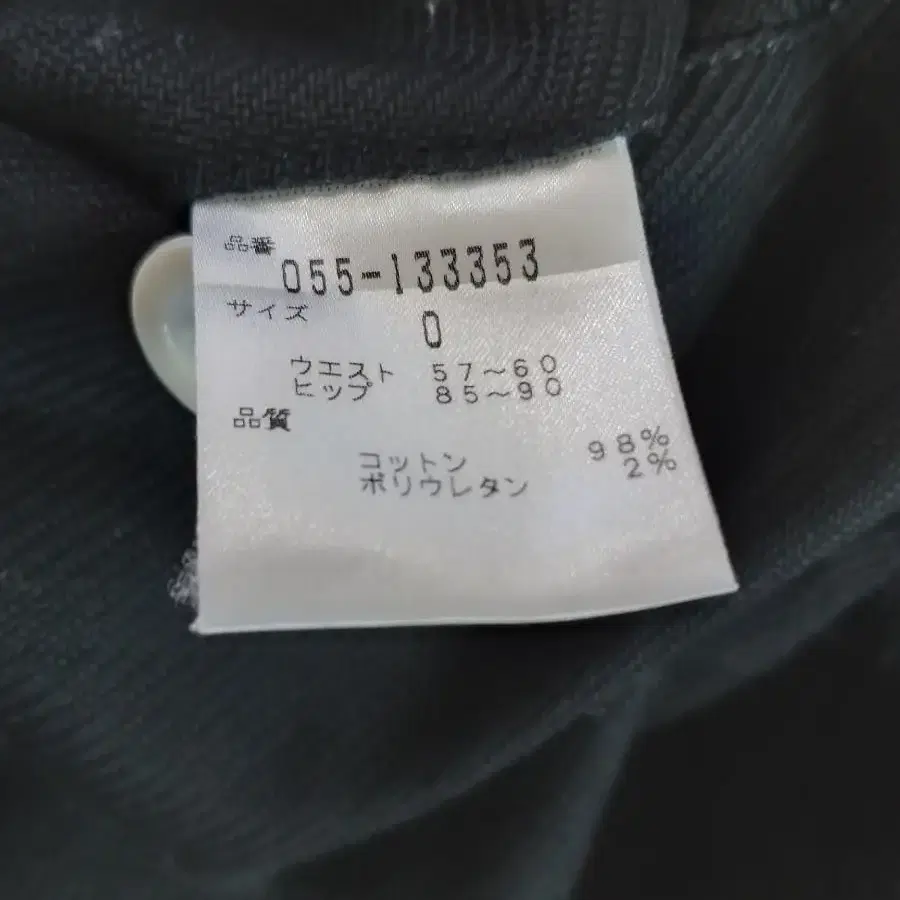 品番
055-133353
サイズ
0
ウエスト 57～60
ヒップ 85～90
品質
コットン 98%
ポリウレタン 2%